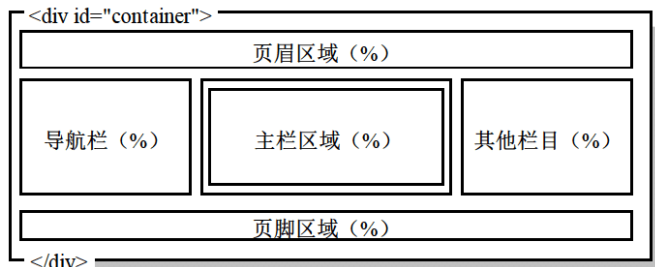 <div id="container">
页眉区域（%）
导航栏（%） 主栏区域（%） 其他栏目（%）
页脚区域（%）
</div>